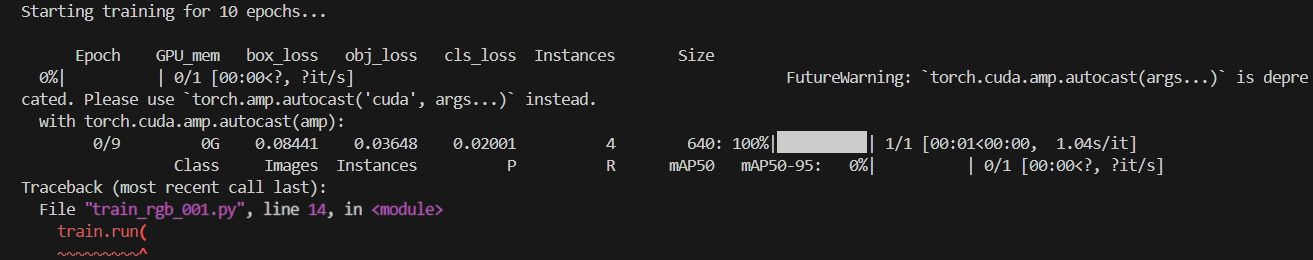 Starting training for 10 epochs...
Epoch GPU_mem box_loss obj_loss cls_loss Instances Size
0%| | 0/1 [00:00<?, ?it/s] FutureWarning: `torch.cuda.amp.autocast(args...)` is depre
cated. Please use `torch.amp.autocast('cuda', args...)` instead.
with torch.cuda.amp.autocast(amp):
0/9 0G 0.08441 0.03648 0.02001 4 640: 100%|██████████| 1/1 [00:01<00:00, 1.04s/it]
Class Images Instances P R mAP50 mAP50-95: 0%| | 0/1 [00:00<?, ?it/s]
Traceback (most recent call last):
File "train_rgb_001.py", line 14, in <module>
train.run(
~~~~~~~~~^